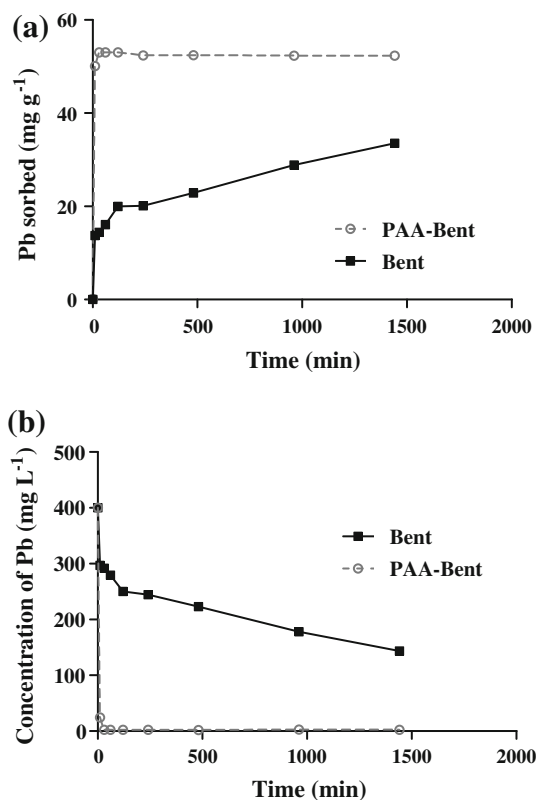 (a)
60
40
20
0
Pb sorbed (mg g-1)
PAA-Bent
Bent
0 500 1000 1500 2000
Time (min)
(b)
500
400
300
200
100
0
Concentration of Pb (mg L-1)
Bent
PAA-Bent
0 500 1000 1500 2000
Time (min)